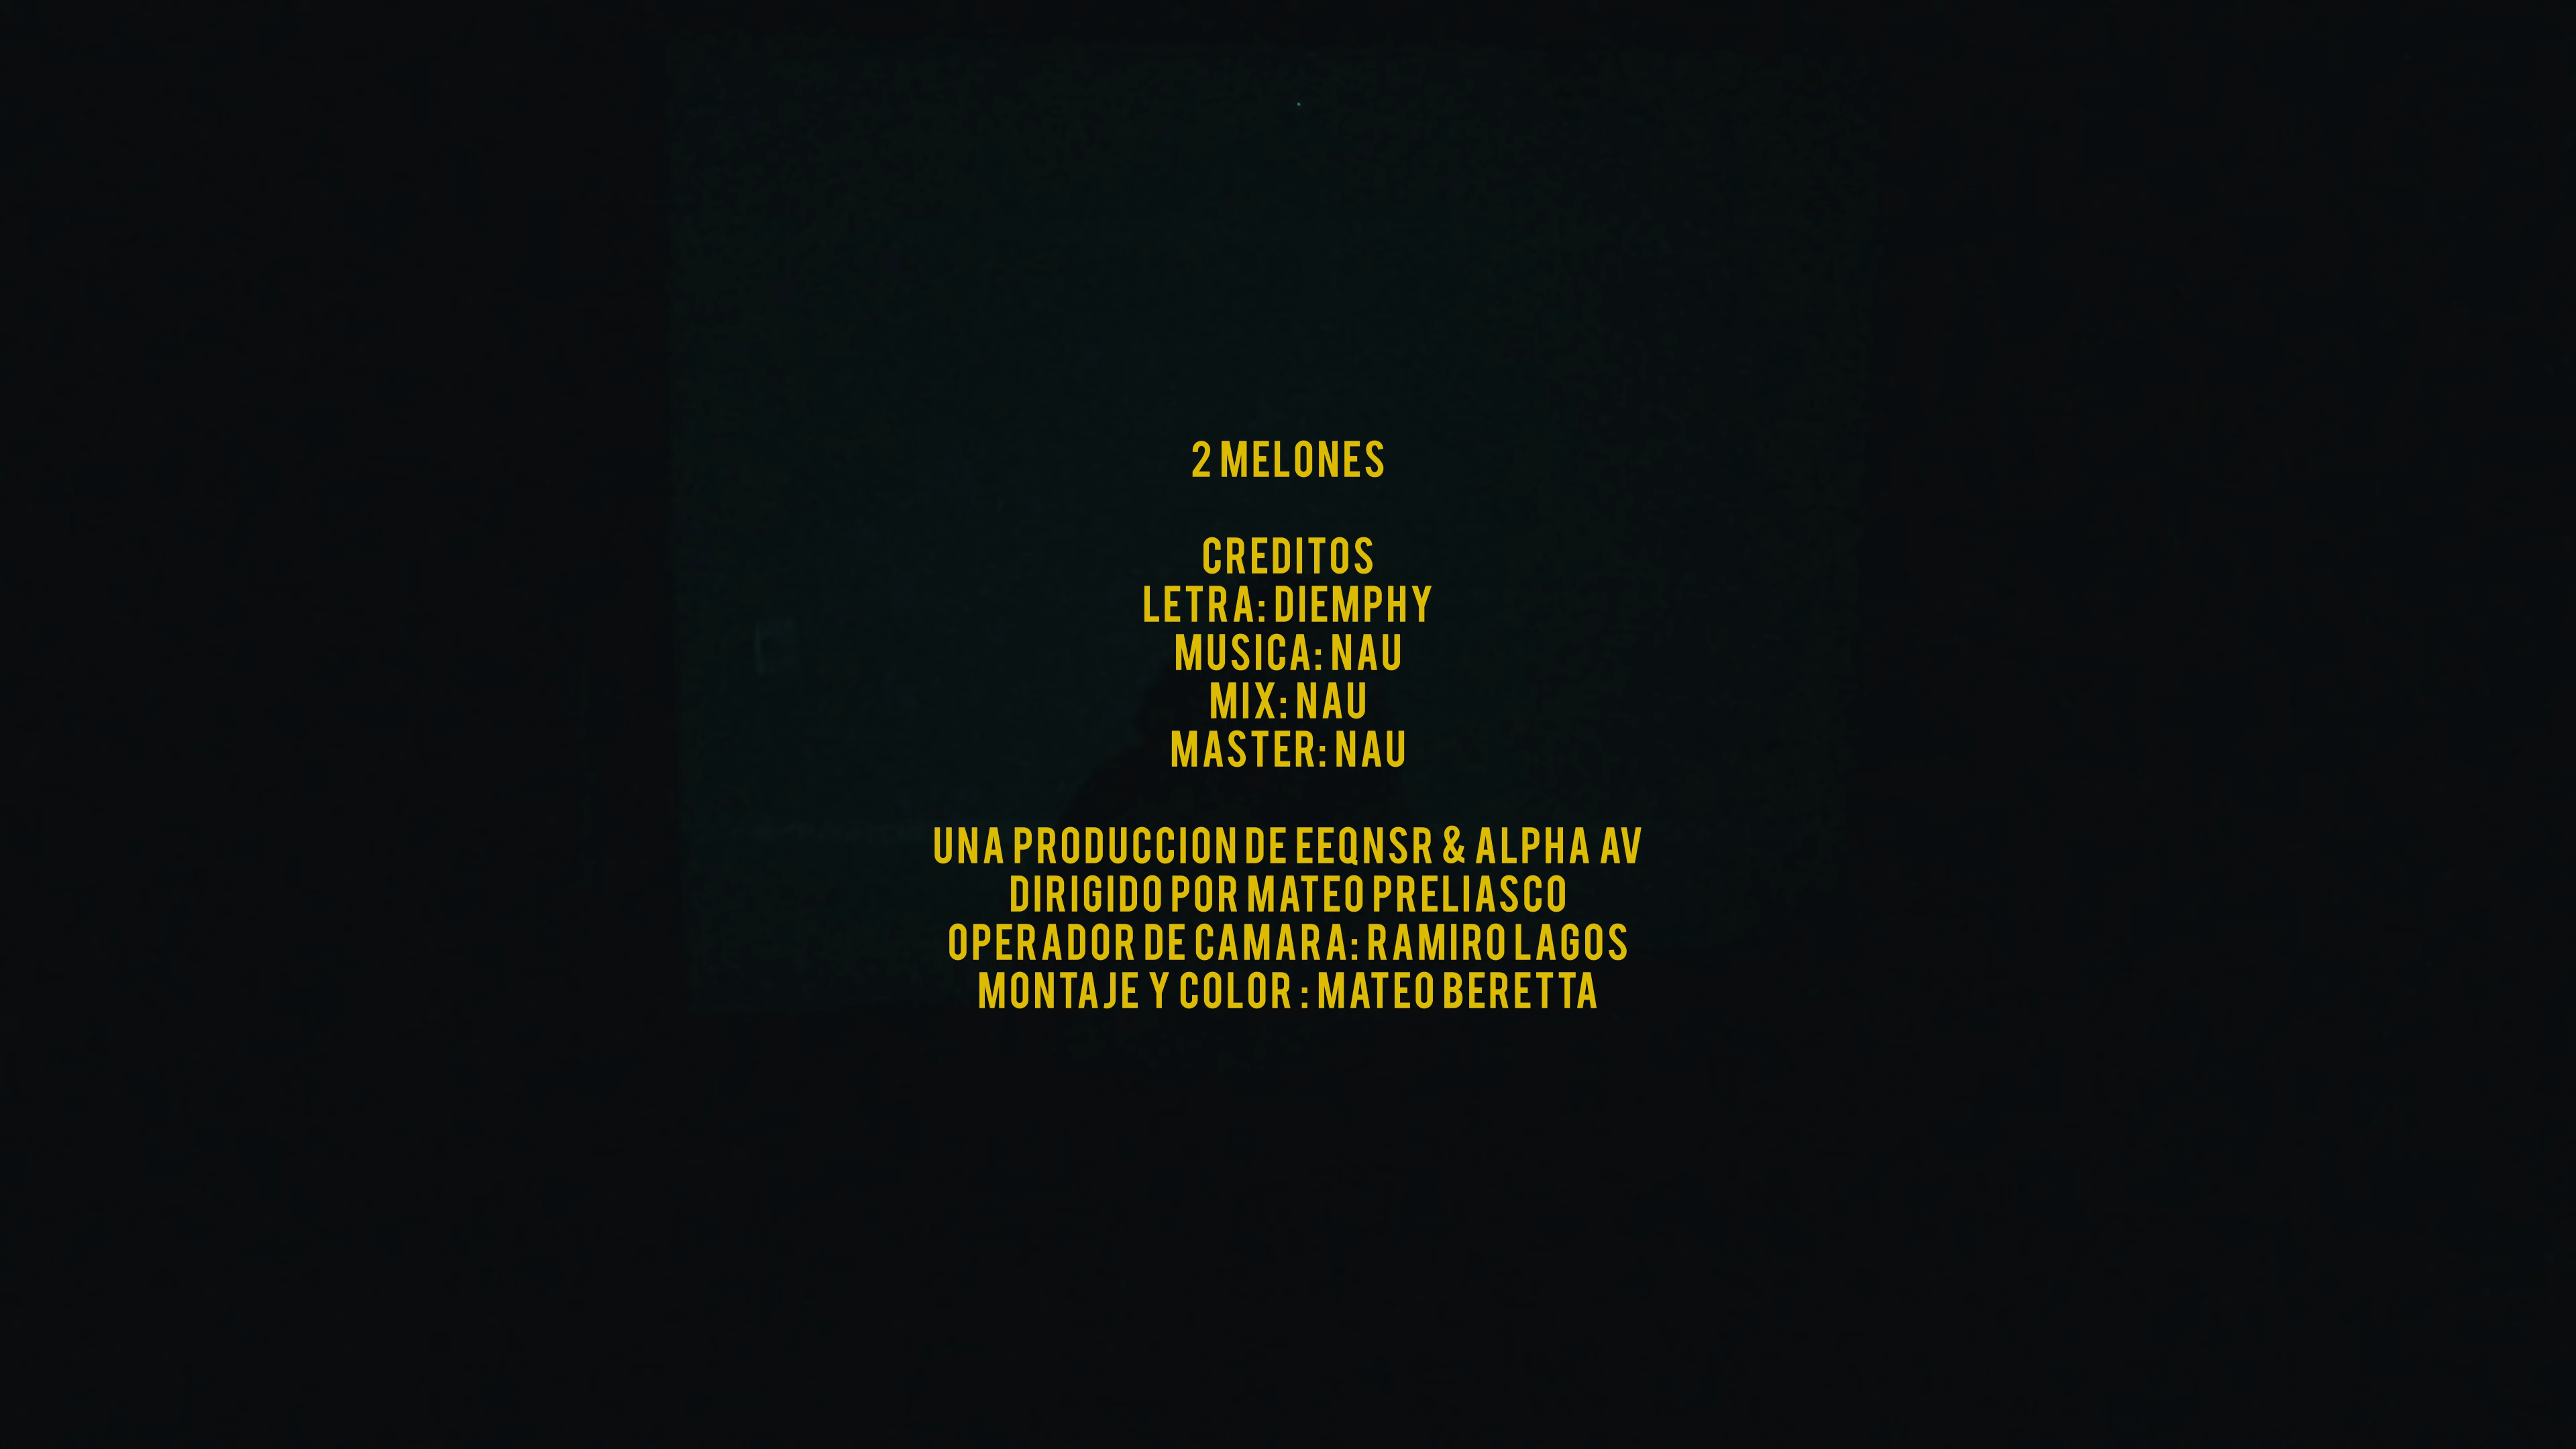 2 MELONES
CREDITOS
LETRA: DIEMPHY
MUSICA: NAU
MIX: NAU
MASTER: NAU
UNA PRODUCCION DE EEQNSR & ALPHA AV
DIRIGIDO POR MATEO PRELIASCO
OPERADOR DE CAMARA: RAMIRO LAGOS
MONTAJE Y COLOR : MATEO BERETTA